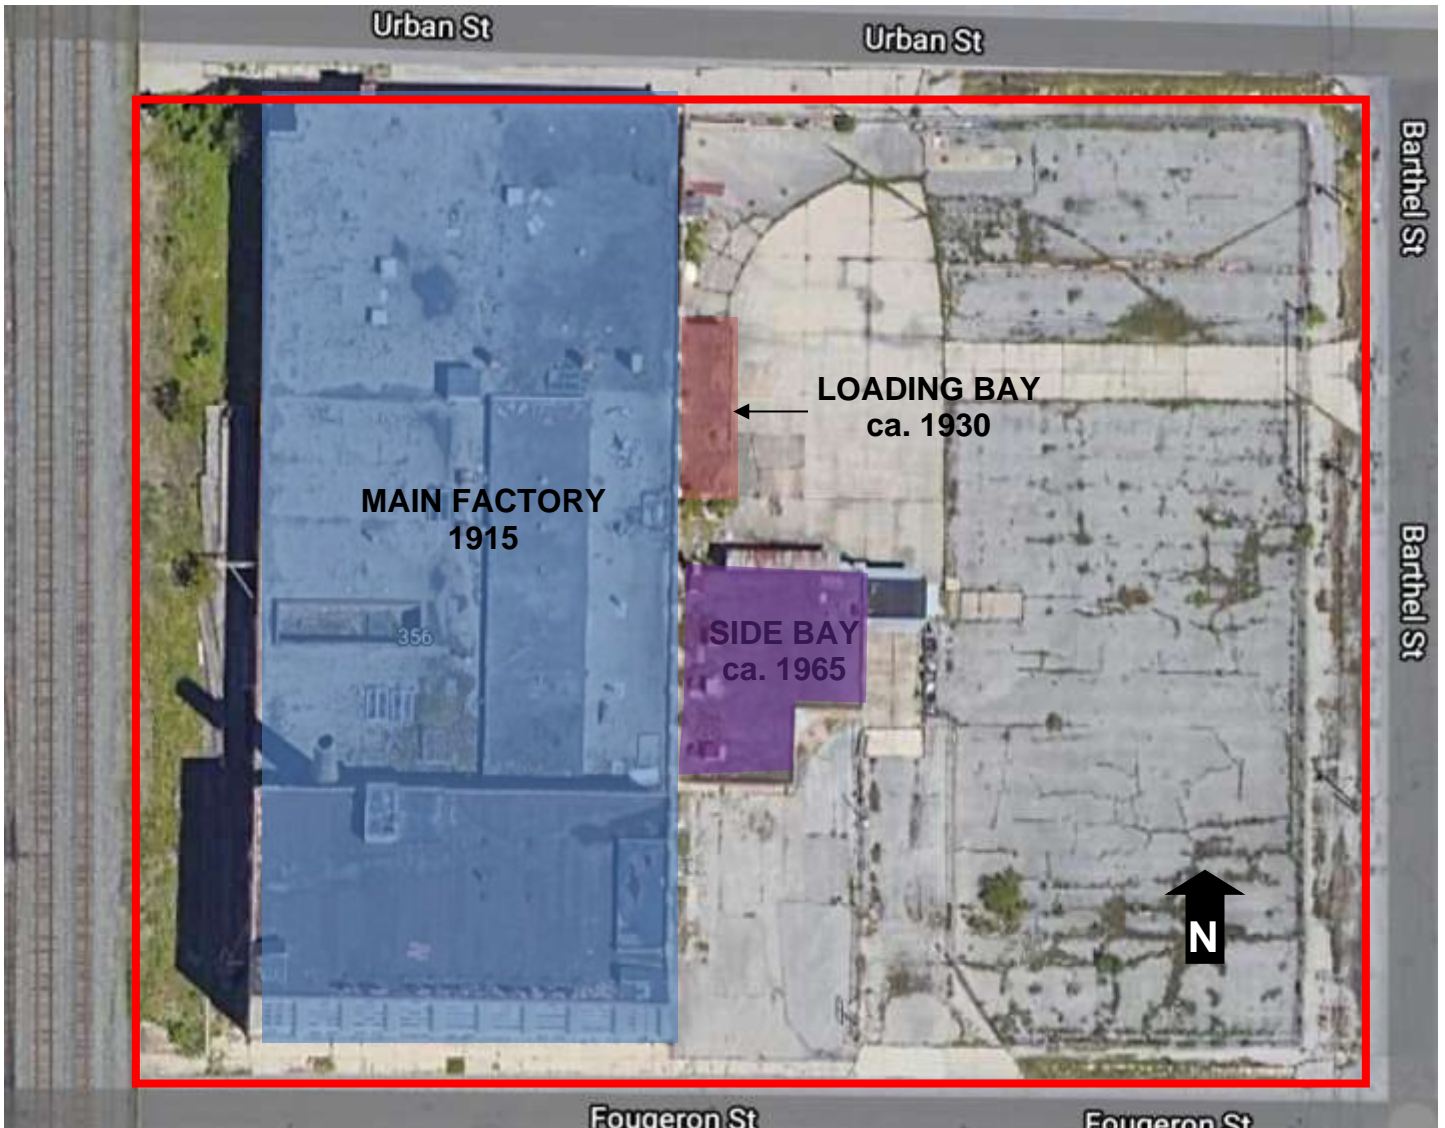 Urban St
Urban St
Barthel St
LOADING BAY
ca. 1930
MAIN FACTORY
1915
Barthel St
356
SIDE BAY
ca. 1965
N
Fougeron St
Fougeron St